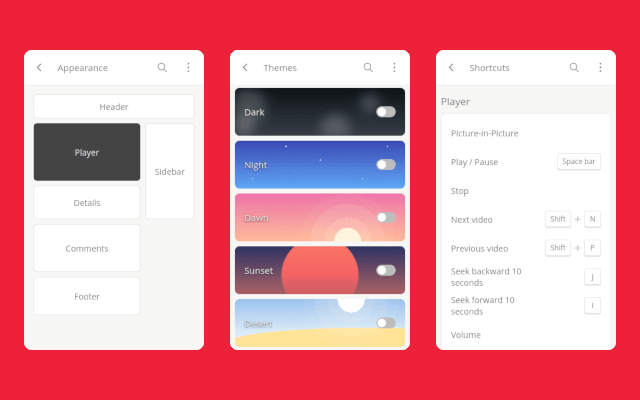 Appearance
Header
Player
Sidebar
Details
Comments
Footer
Themes
Dark
Night
Dawn
Sunset
Desert
Shortcuts
Player
Picture-in-Picture
Play / Pause
Space bar
Stop
Next video
Shift + N
Previous video
Shift + P
Seek backward 10
seconds
J
Seek forward 10
seconds
l
Volume